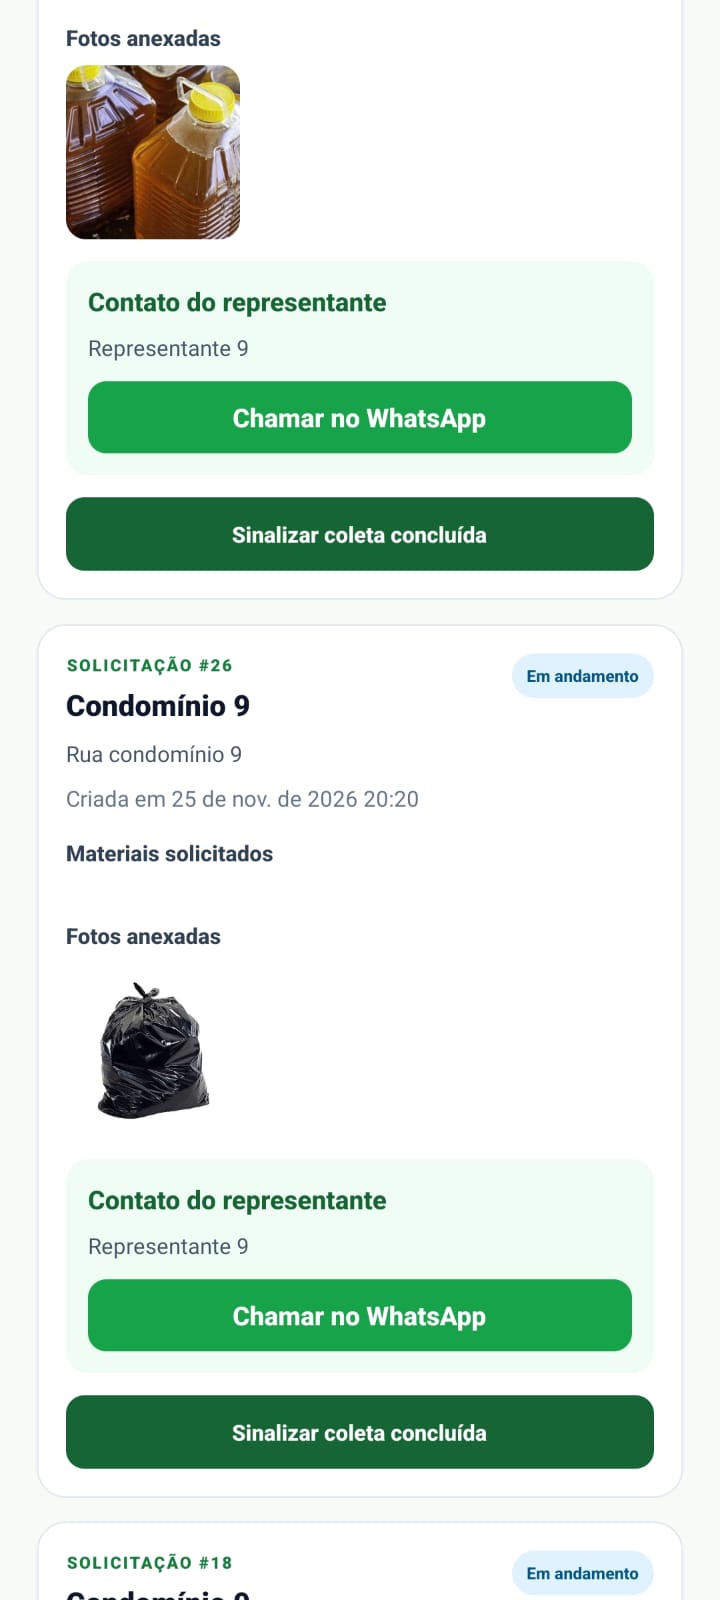 Fotos anexadas
Contato do representante
Representante 9
Chamar no WhatsApp
Sinalizar coleta concluída
SOLICITAÇÃO #26
Em andamento
Condomínio 9
Rua condomínio 9
Criada em 25 de nov. de 2026 20:20
Materiais solicitados
Fotos anexadas
Contato do representante
Representante 9
Chamar no WhatsApp
Sinalizar coleta concluída
SOLICITAÇÃO #18
Em andamento
Condomínio 9